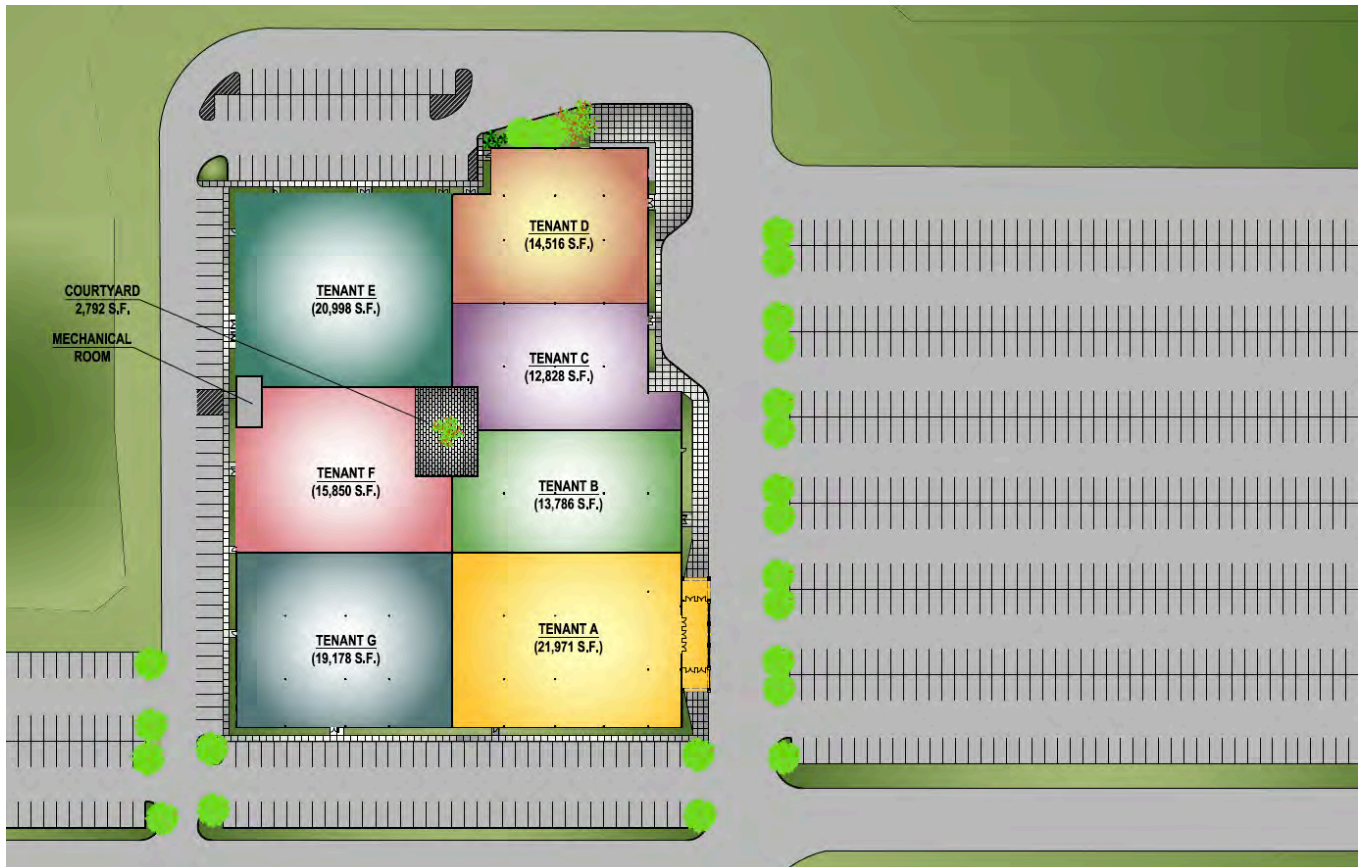 TENANT D
(14,516 S.F.)
COURTYARD
2,792 S.F.
TENANT E
(20,998 S.F.)
MECHANICAL
ROOM
TENANT C
(12,828 S.F.)
TENANT F
(15,850 S.F.)
TENANT B
(13,786 S.F.)
TENANT G
(19,178 S.F.)
TENANT A
(21,971 S.F.)